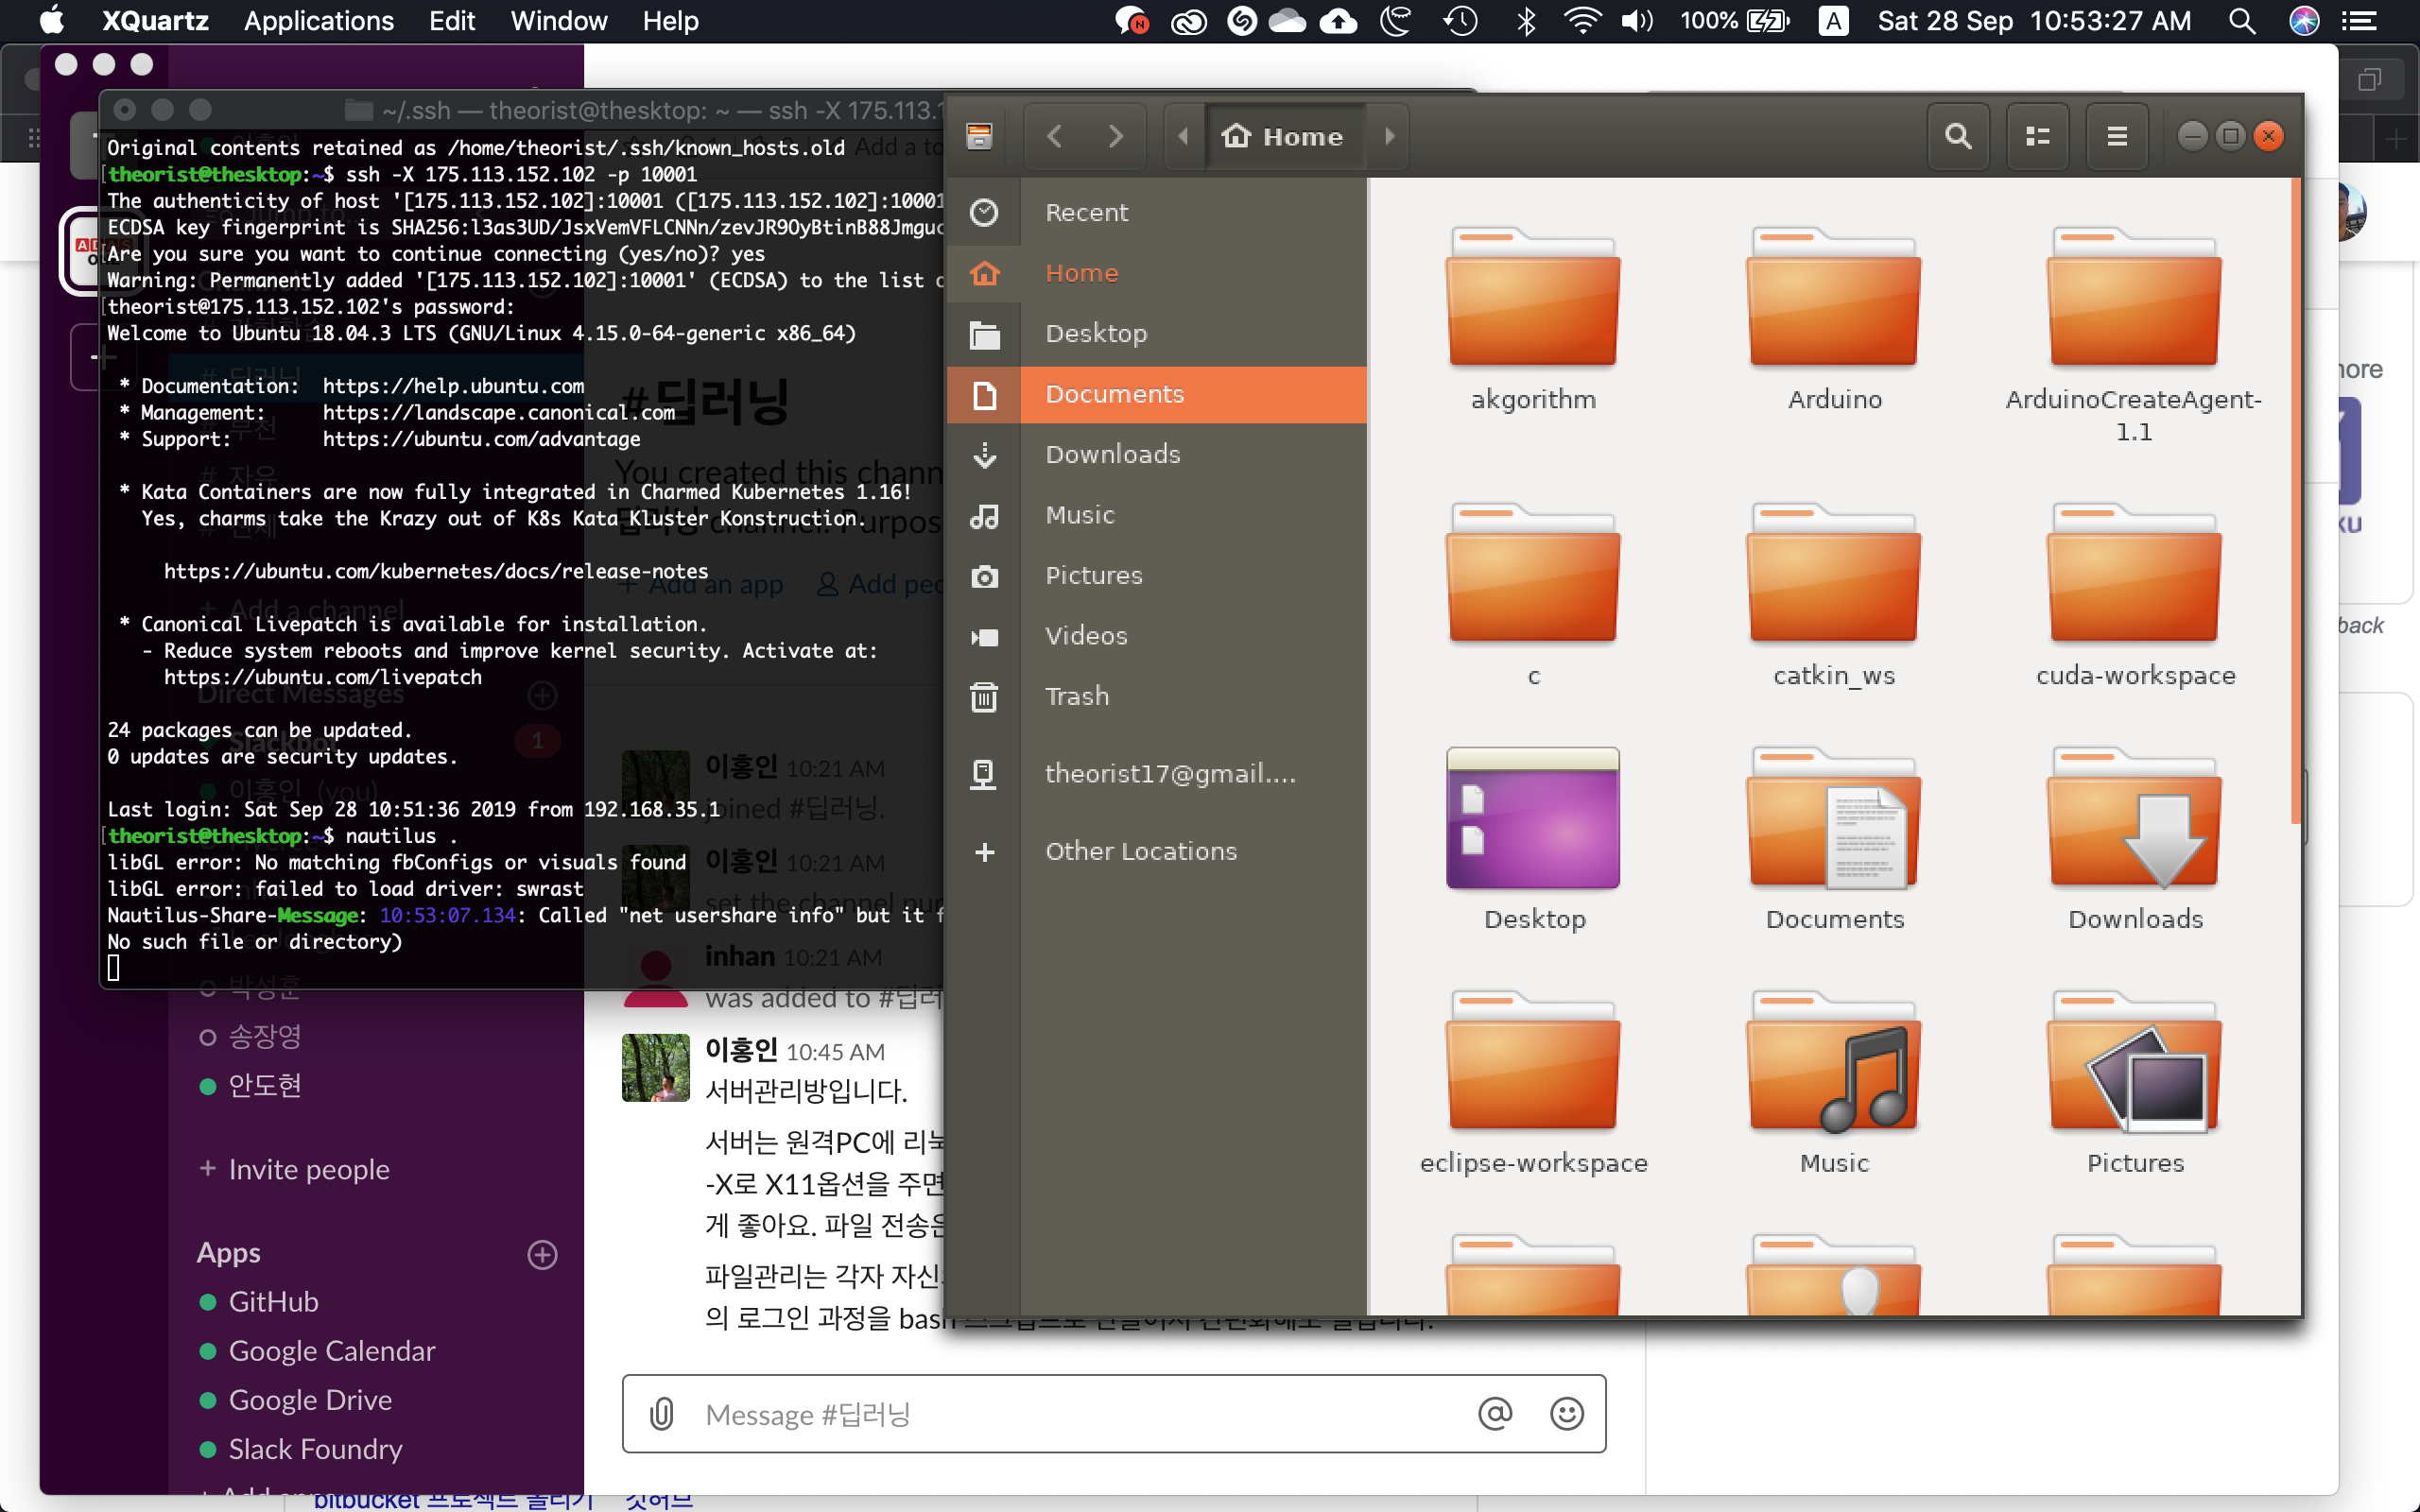 XQuartz Applications Edit Window Help
100% A Sat 28 Sep 10:53:27 AM
~/.ssh — theorist@thesktop: ~ — ssh -X 175.113.1
Original contents retained as /home/theorist/.ssh/known_hosts.old
theorist@thesktop:~$ ssh -X 175.113.152.102 -p 10001
The authenticity of host '[175.113.152.102]:10001 ([175.113.152.102]:10001
ECDSA key fingerprint is SHA256:l3as3UD/JsxVemVFLCNNn/zevJR9OyBtinB88Jmguc
Are you sure you want to continue connecting (yes/no)? yes
Warning: Permanently added '[175.113.152.102]:10001' (ECDSA) to the list o
theorist@175.113.152.102's password:
Welcome to Ubuntu 18.04.3 LTS (GNU/Linux 4.15.0-64-generic x86_64)
* Documentation: https://help.ubuntu.com
* Management: https://landscape.canonical.com
* Support: https://ubuntu.com/advantage
* Kata Containers are now fully integrated in Charmed Kubernetes 1.16!
Yes, charms take the Krazy out of K8s Kata Kluster Konstruction.
https://ubuntu.com/kubernetes/docs/release-notes
* Canonical Livepatch is available for installation.
- Reduce system reboots and improve kernel security. Activate at:
https://ubuntu.com/livepatch
24 packages can be updated.
0 updates are security updates.
Last login: Sat Sep 28 10:51:36 2019 from 192.168.35.1
theorist@thesktop:~$ nautilus .
libGL error: No matching fbConfigs or visuals found
libGL error: failed to load driver: swrast
Nautilus-Share-Message: 10:53:07.134: Called "net usershare info" but it f
No such file or directory)
#딥러닝
You created this chann
딥러닝 channel. Purpos
+ Add an app Add pe
# 자유
+ Add a channel
Direct Messages
Slackbot 1
이홍인 (you)
박성훈
송장영
안도현
+ Invite people
Apps
GitHub
Google Calendar
Google Drive
Slack Foundry
이홍인 10:21 AM
joined #딥러닝.
이홍인 10:21 AM
set the channel pur
inhan 10:21 AM
was added to #딥러
이홍인 10:45 AM
서버관리방입니다.
서버는 원격PC에 리눅
-X로 X11옵션을 주면
게 좋아요. 파일 전송은
파일관리는 각자 자신
의 로그인 과정을 bash
Message #딥러닝
Home
Recent
Home
Desktop
Documents
Downloads
Music
Pictures
Videos
Trash
theorist17@gmail....
Other Locations
akgorithm
Arduino
ArduinoCreateAgent-
1.1
c
catkin_ws
cuda-workspace
Desktop
Documents
Downloads
eclipse-workspace
Music
Pictures
back
bitbucket 프로젝트 올리기 깃허브